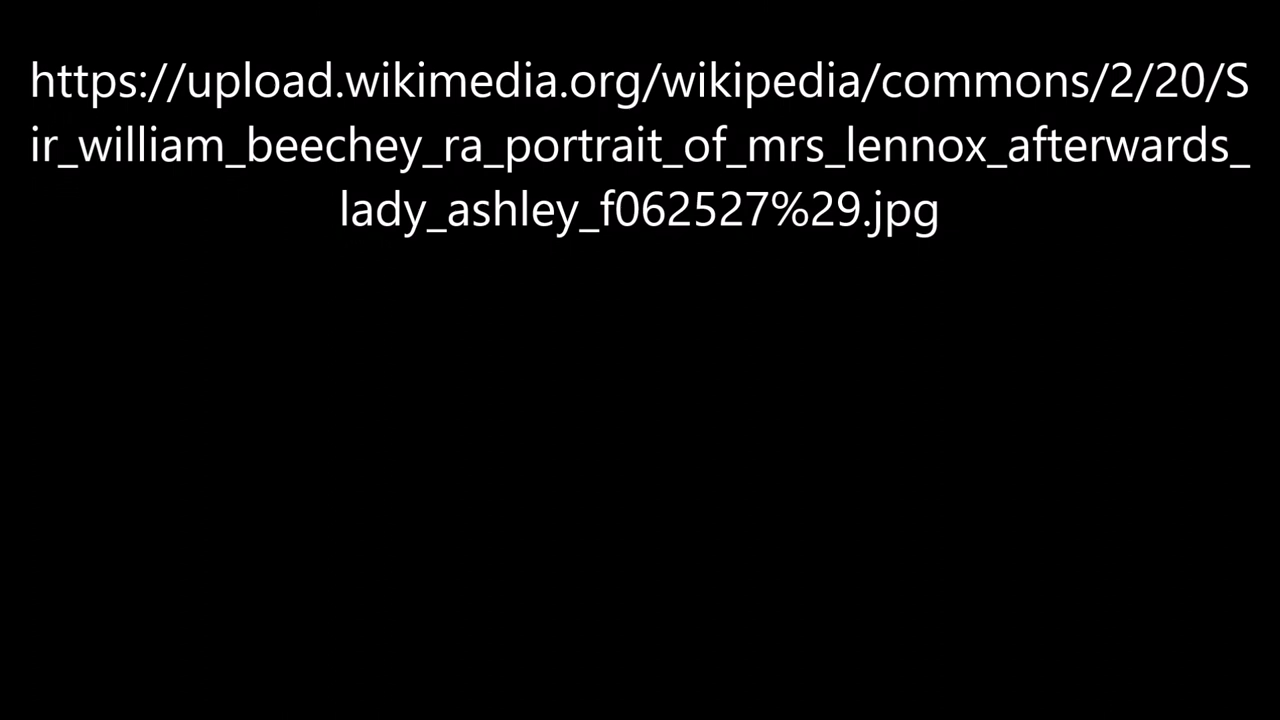 https://upload.wikimedia.org/wikipedia/commons/2/20/S
ir_william_beechey_ra_portrait_of_mrs_lennox_afterwards_
lady_ashley_f062527%29.jpg